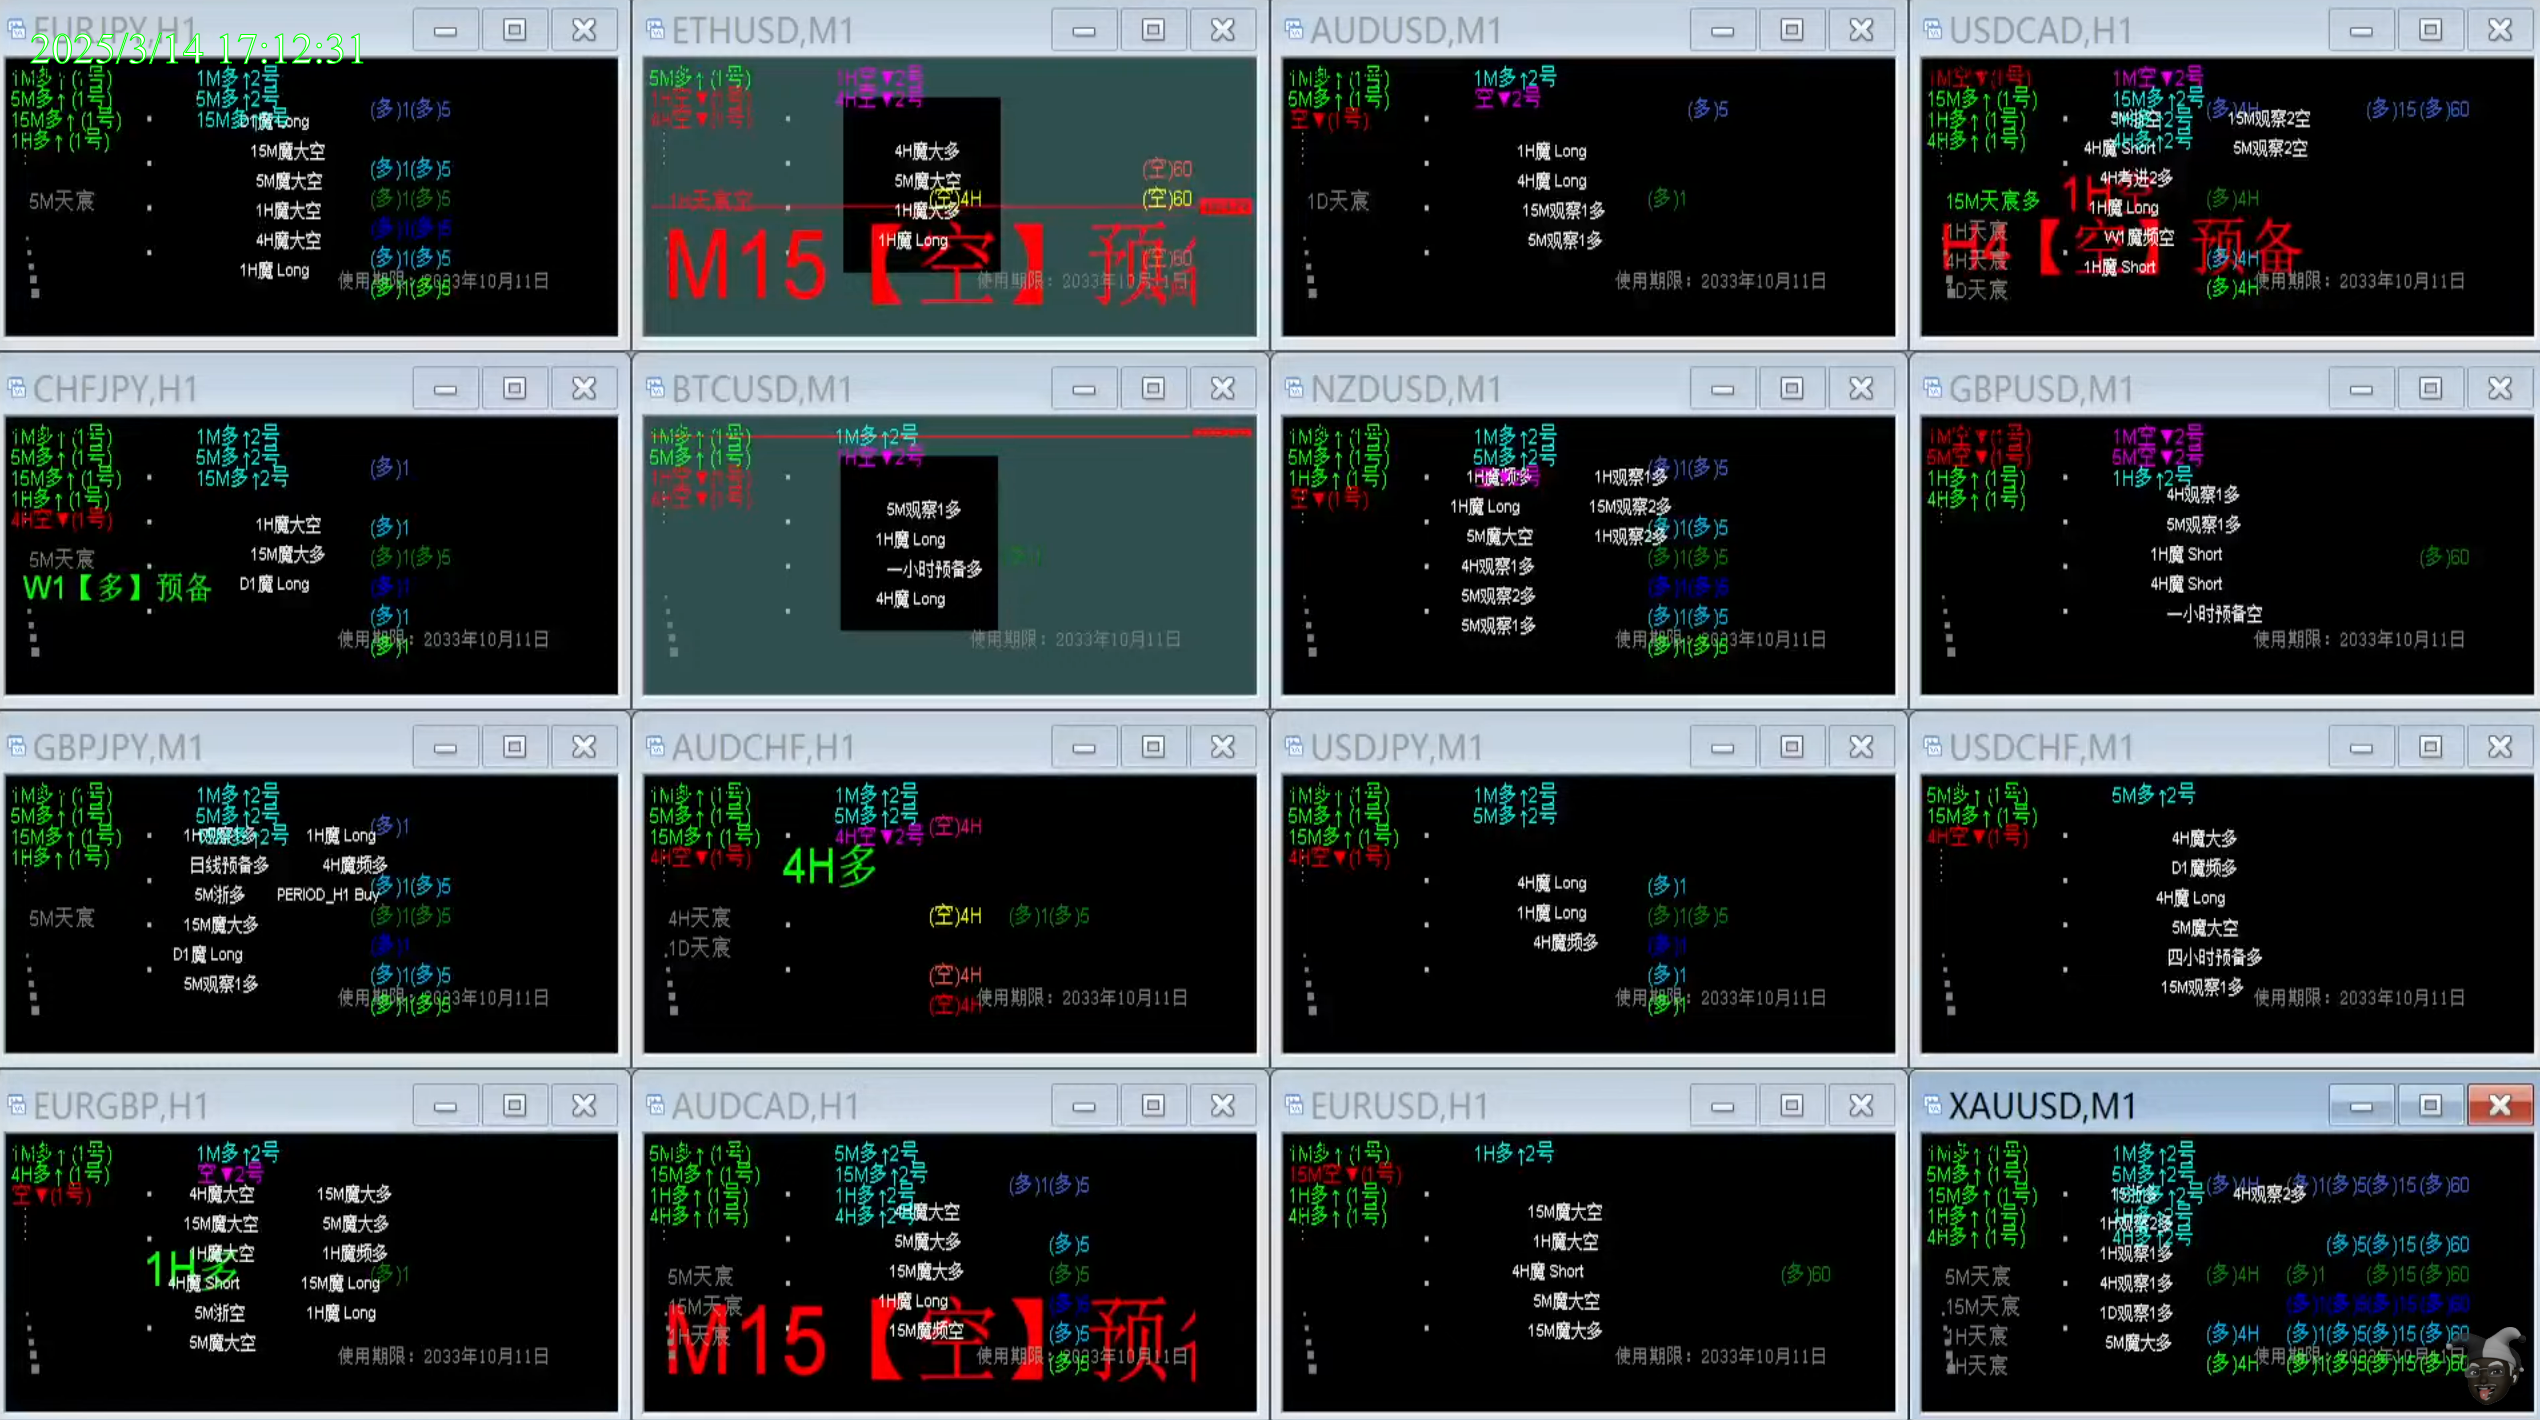 EURJPY,H1
2025/3/14 17:12:31
1M多↑(1号) 1M多↑2号
5M多↑(1号) 5M多↑2号 (多)1(多)5
15M多↑(1号) 15M多↑2号 D1魔 Long
1H多↑(1号)
15M魔大空
5M魔大空 (多)1(多)5
5M天宸 (多)1(多)5
1H魔大空
4H魔大空 (多)1(多)5
1H魔 Long
使用期限：2033年10月11日
ETHUSD,M1
5M多↑(1号) 1H空▼2号
1H空▼(1号) 4H空▼2号
4H空▼(1号)
4H魔大多
5M魔大空 (空)60
(空)4H (空)60
1H魔大多
1H魔 Long
(空)60
M15【空】预
使用期限：2033年10月11日
AUDUSD,M1
1M多↑(1号) 1M多↑2号
5M多↑(1号) 空▼2号 (多)5
空▼(1号)
1H魔 Long
4H魔 Long
1D天宸 (多)1
15M观察1多
5M观察1多
使用期限：2033年10月11日
USDCAD,H1
1M空▼(1号) 1M空▼2号
15M多↑(1号) 15M多↑2号 (多)4H (多)15(多)60
1H多↑(1号) 5M浙空 15M观察2空
4H多↑(1号) 4H多↑2号 4H魔 Short 5M观察2空
4H考进2多
15M天宸多 1H空 1H魔 Long (多)4H
1H天宸
H4【空】预备
W1魔频空
4H天宸 (多)4H
1H魔 Short
D天宸 (多)4H
使用期限：2033年10月11日
CHFJPY,H1
1M多↑(1号) 1M多↑2号
5M多↑(1号) 5M多↑2号 (多)1
15M多↑(1号) 15M多↑2号
1H多↑(1号)
4H空▼(1号) 1H魔大空 (多)1
5M天宸 15M魔大多 (多)1(多)5
W1【多】预备 D1魔 Long (多)1
(多)1
(多)1
使用期限：2033年10月11日
BTCUSD,M1
1M多↑(1号) 1M多↑2号
5M多↑(1号) 1H空▼2号
1H空▼(1号)
4H空▼(1号)
5M观察1多
1H魔 Long
一小时预备多
4H魔 Long
使用期限：2033年10月11日
NZDUSD,M1
1M多↑(1号) 1M多↑2号
5M多↑(1号) 5M多↑2号 (多)1(多)5
1H多↑(1号) 1H魔频多 1H观察1多
空▼(1号) 1H魔 Long 15M观察2多
5M魔大空 1H观察2多 (多)1(多)5
4H观察1多 (多)1(多)5
5M观察2多
5M观察1多 (多)1(多)5
(多)1(多)5
使用期限：2033年10月11日
GBPUSD,M1
1M空▼(1号) 1M空▼2号
5M空▼(1号) 5M空▼2号
1H多↑(1号) 1H多↑2号
4H多↑(1号) 4H观察1多
5M观察1多
1H魔 Short (多)60
4H魔 Short
一小时预备空
使用期限：2033年10月11日
GBPJPY,M1
1M多↑(1号) 1M多↑2号
5M多↑(1号) 5M多↑2号 (多)1
15M多↑(1号) 1H观察1多 1H魔 Long
1H多↑(1号) 日线预备多 4H魔频多
5M浙多 PERIOD_H1 Buy (多)1(多)5
5M天宸 15M魔大多 (多)1(多)5
D1魔 Long (多)1
5M观察1多 (多)1(多)5
(多)1(多)5
使用期限：2033年10月11日
AUDCHF,H1
1M多↑(1号) 1M多↑2号
5M多↑(1号) 5M多↑2号
15M多↑(1号) 4H空▼2号 (空)4H
4H空▼(1号) 4H多
4H天宸 (空)4H (多)1(多)5
1D天宸
(空)4H
(空)4H
使用期限：2033年10月11日
USDJPY,M1
1M多↑(1号) 1M多↑2号
5M多↑(1号) 5M多↑2号
15M多↑(1号)
4H空▼(1号)
4H魔 Long (多)1
1H魔 Long (多)1(多)5
4H魔频多 (多)1
(多)1
(多)1
使用期限：2033年10月11日
USDCHF,M1
5M多↑(1号) 5M多↑2号
15M多↑(1号)
4H空▼(1号) 4H魔大多
D1魔频多
4H魔 Long
5M魔大空
四小时预备多
15M观察1多
使用期限：2033年10月11日
EURGBP,H1
1M多↑(1号) 1M多↑2号
4H多↑(1号) 空▼2号
空▼(1号) 4H魔大空 15M魔大多
15M魔大空 5M魔大多
1H魔大空 1H魔频多
1H多 (多)1
4H魔 Short 15M魔 Long
5M浙空 1H魔 Long
5M魔大空
使用期限：2033年10月11日
AUDCAD,H1
5M多↑(1号) 5M多↑2号
15M多↑(1号) 15M多↑2号 (多)1(多)5
1H多↑(1号) 1H多↑2号
4H多↑(1号) 4H多↑2号 魔大空
5M魔大多 (多)5
5M天宸 15M魔大多 (多)5
15M天宸 1H魔 Long
1H天宸 15M魔频空 (多)5
M15【空】预
(多)5
使用期限：2033年10月11日
EURUSD,H1
1M多↑(1号) 1H多↑2号
15M空▼(1号)
1H多↑(1号)
4H多↑(1号) 15M魔大空
1H魔大空
4H魔 Short (多)60
5M魔大空
15M魔大多
使用期限：2033年10月11日
XAUUSD,M1
1M多↑(1号) 1M多↑2号
5M多↑(1号) 5M多↑2号 (多)4H (多)1(多)5(多)15(多)60
15M多↑(1号) 4H观察2多
1H多↑(1号) 1H观察2多
4H多↑(1号) 4H多↑2号 (多)5(多)15(多)60
1H观察1多
5M天宸 4H观察1多 (多)4H (多)1 (多)15(多)60
15M天宸 1D观察1多
1H天宸 5M魔大多 (多)4H (多)1(多)5(多)15(多)60
H天宸 (多)4H (多)1(多)5(多)15(多)60
使用期限：2033年10月11日